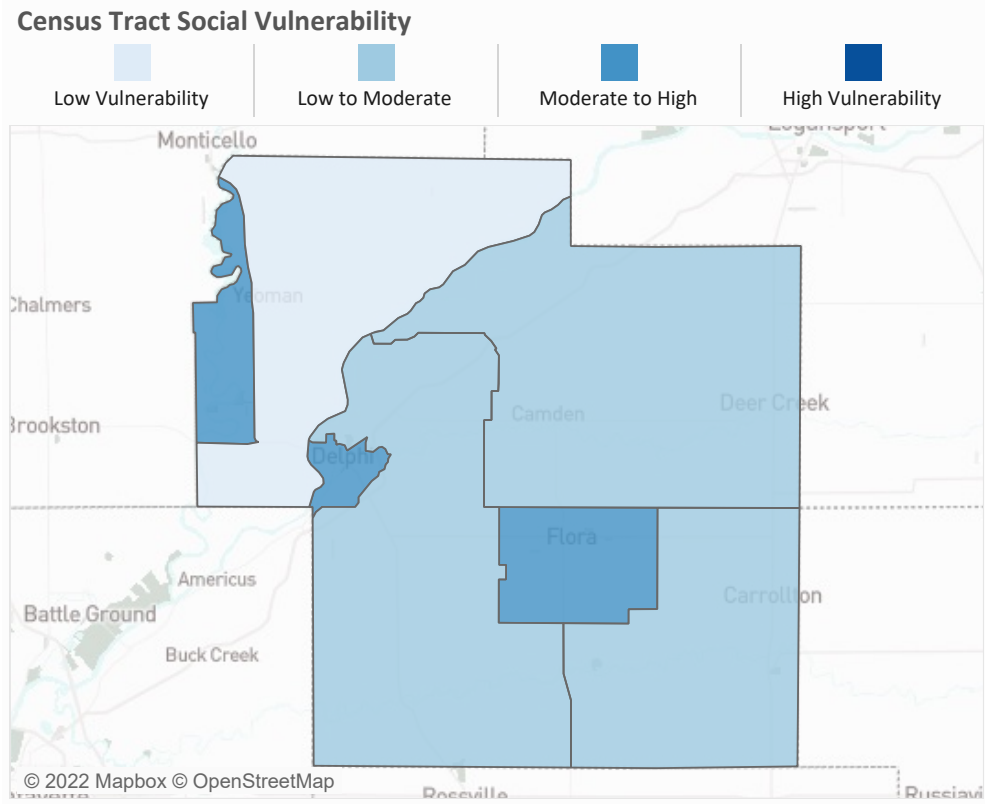 Census Tract Social Vulnerability
Low Vulnerability
Low to Moderate
Moderate to High
High Vulnerability
Monticello
Logansport
Yeoman
Chalmers
Deer Creek
Camden
Brookston
Delphi
Flora
Americus
Carrollton
Battle Ground
Buck Creek
© 2022 Mapbox © OpenStreetMap
Rossville